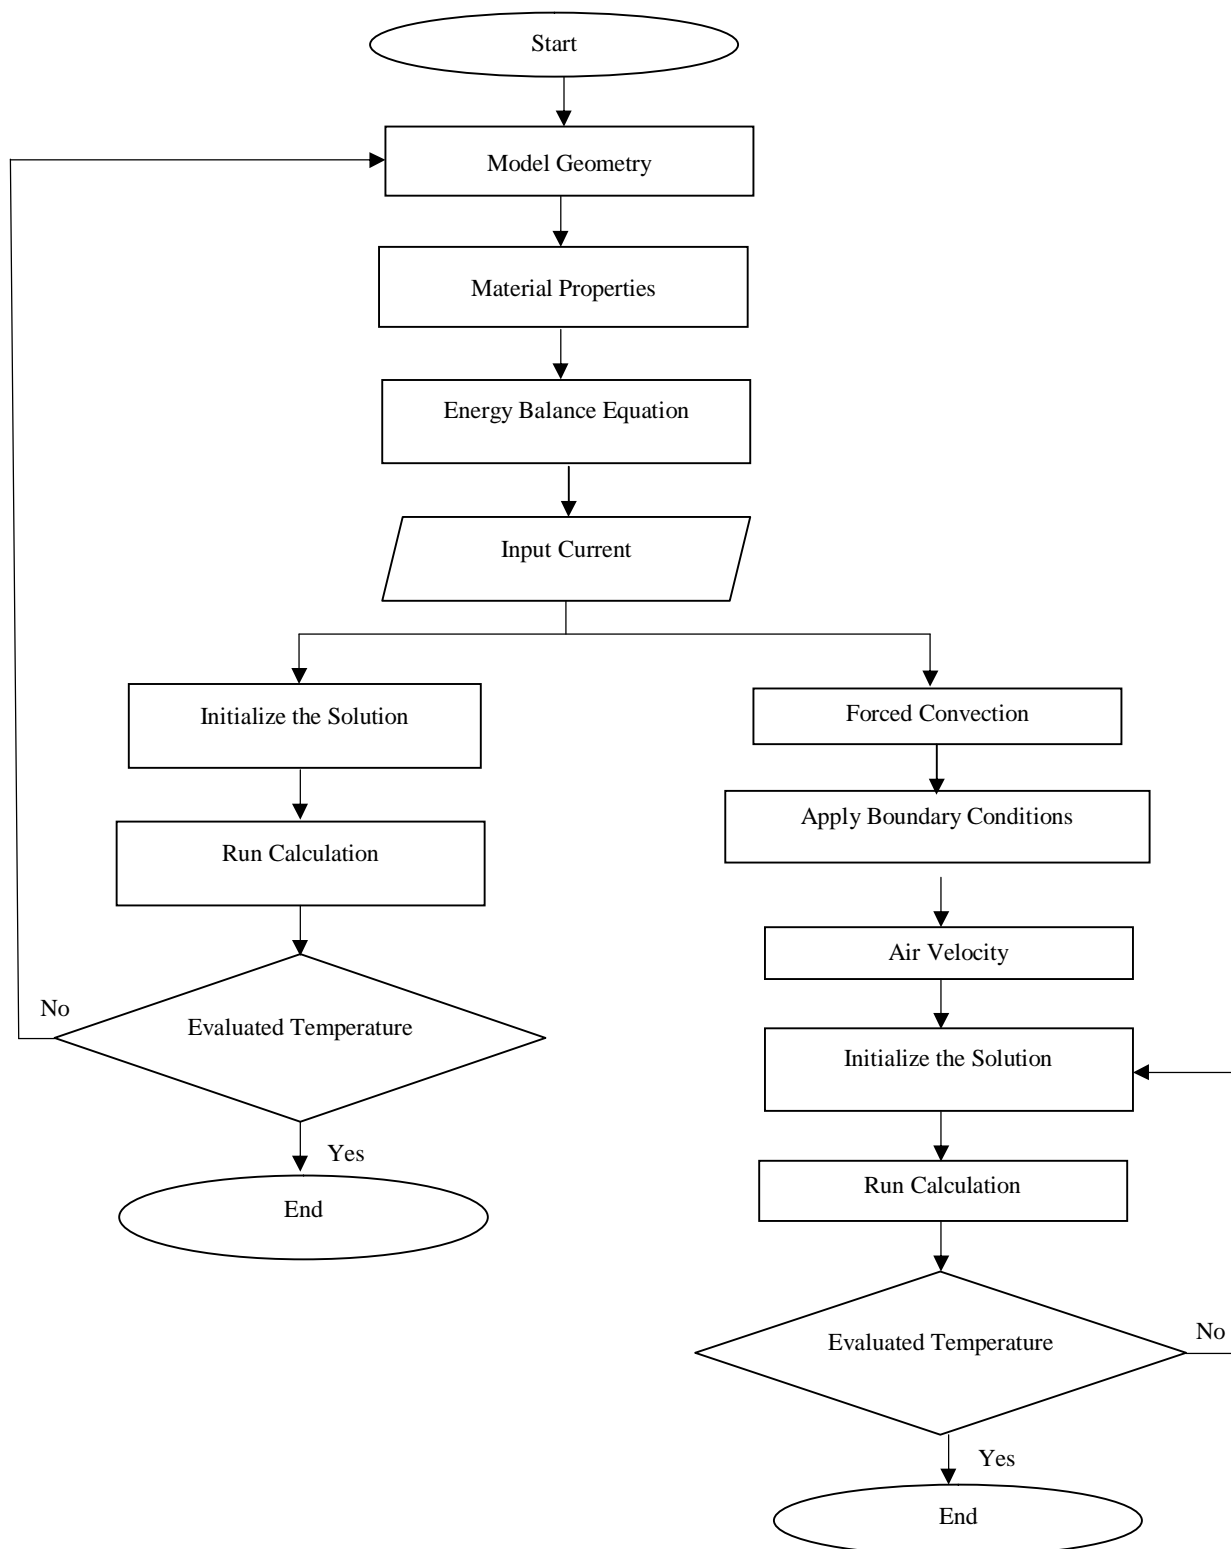 Start
Model Geometry
Material Properties
Energy Balance Equation
Input Current
Initialize the Solution
Run Calculation
Evaluated Temperature
No
Yes
End
Forced Convection
Apply Boundary Conditions
Air Velocity
Initialize the Solution
Run Calculation
Evaluated Temperature
No
Yes
End